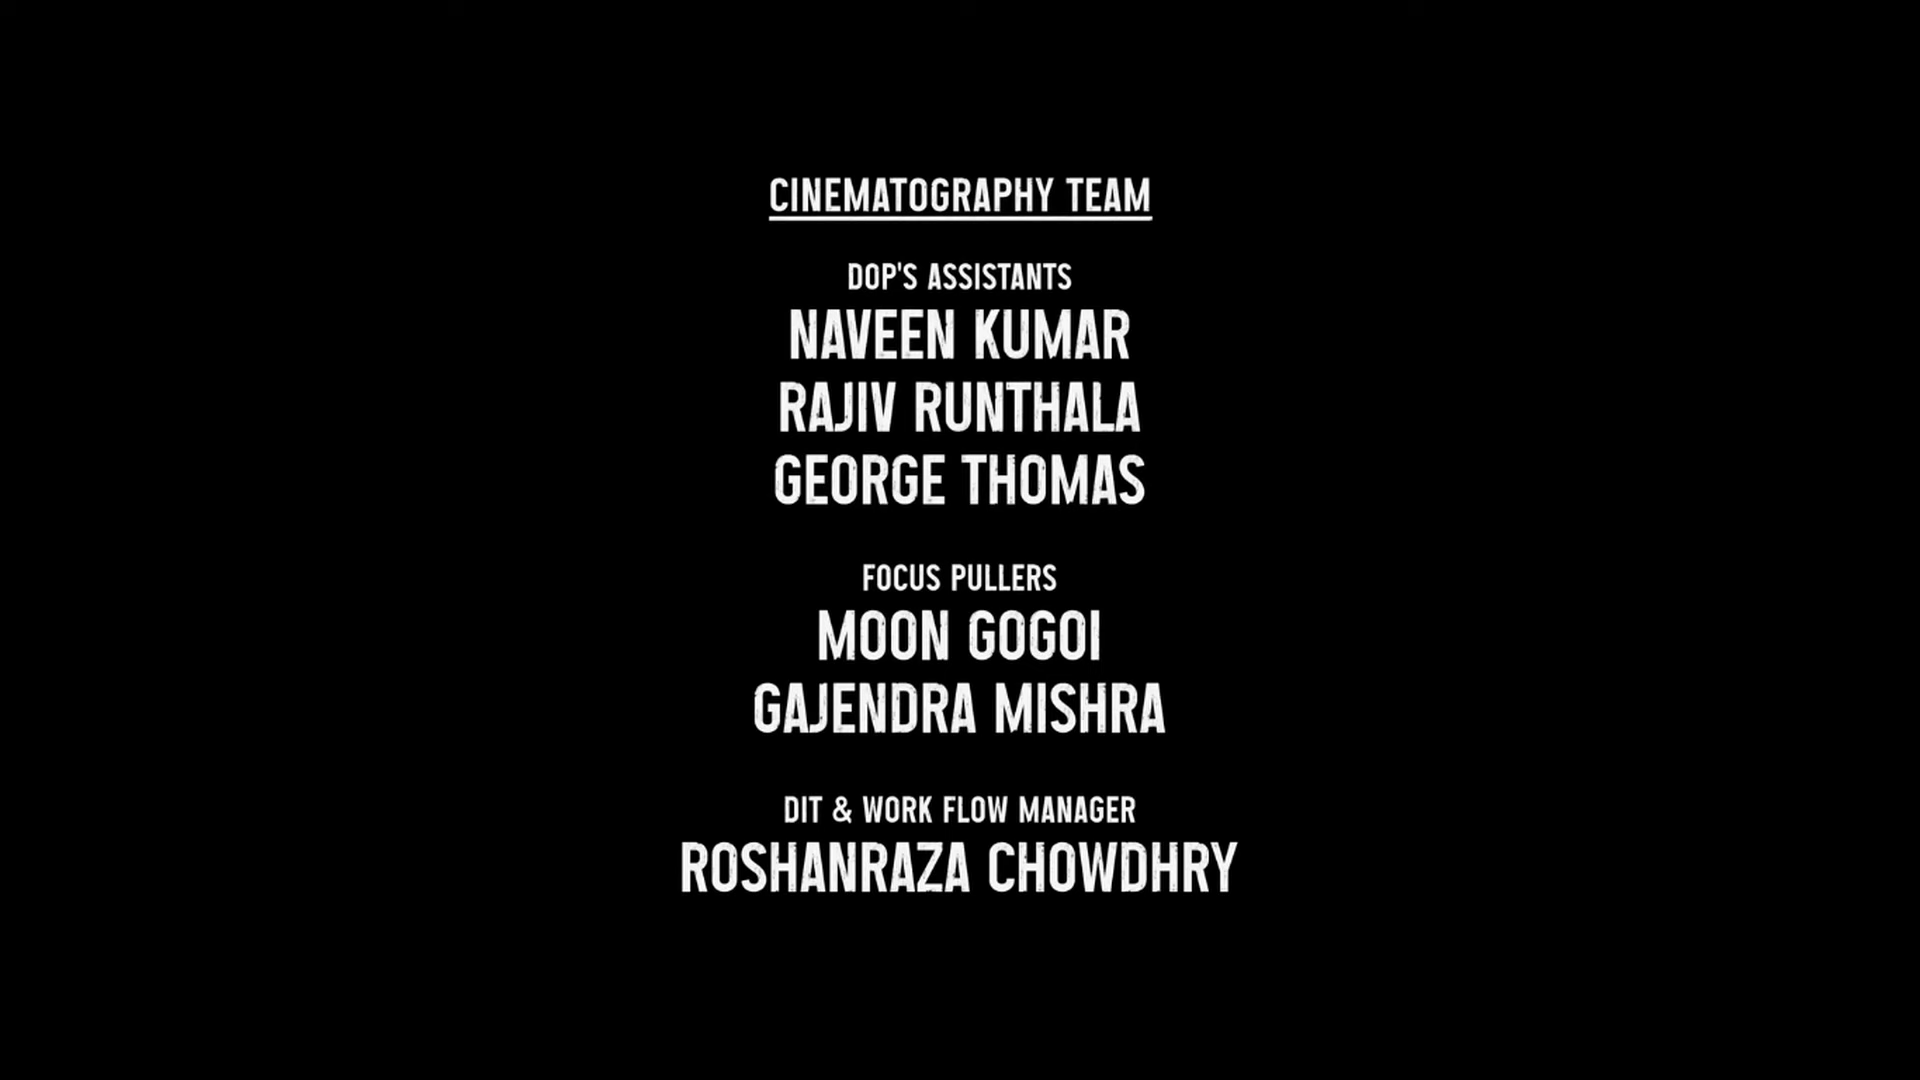 CINEMATOGRAPHY TEAM
DOP'S ASSISTANTS
NAVEEN KUMAR
RAJIV RUNTHALA
GEORGE THOMAS
FOCUS PULLERS
MOON GOGOI
GAJENDRA MISHRA
DIT & WORK FLOW MANAGER
ROSHANRAZA CHOWDHRY